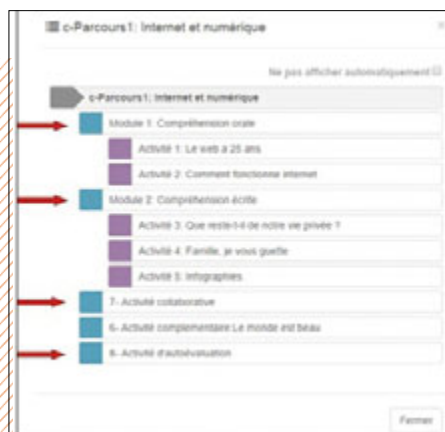 c-Parcours1: Internet et numérique
Ne pas afficher automatiquement
c-Parcours1: Internet et numérique
Module 1: Compréhension orale
Activité 1: Le web a 25 ans
Activité 2: Comment fonctionne internet
Module 2: Compréhension écrite
Activité 3: Que reste-t-il de notre vie privée ?
Activité 4: Famille, je vous guette
Activité 5: Infographies
7- Activité collaborative
6- Activité complémentaire Le monde est beau
8- Activité d'autoévaluation
Fermer